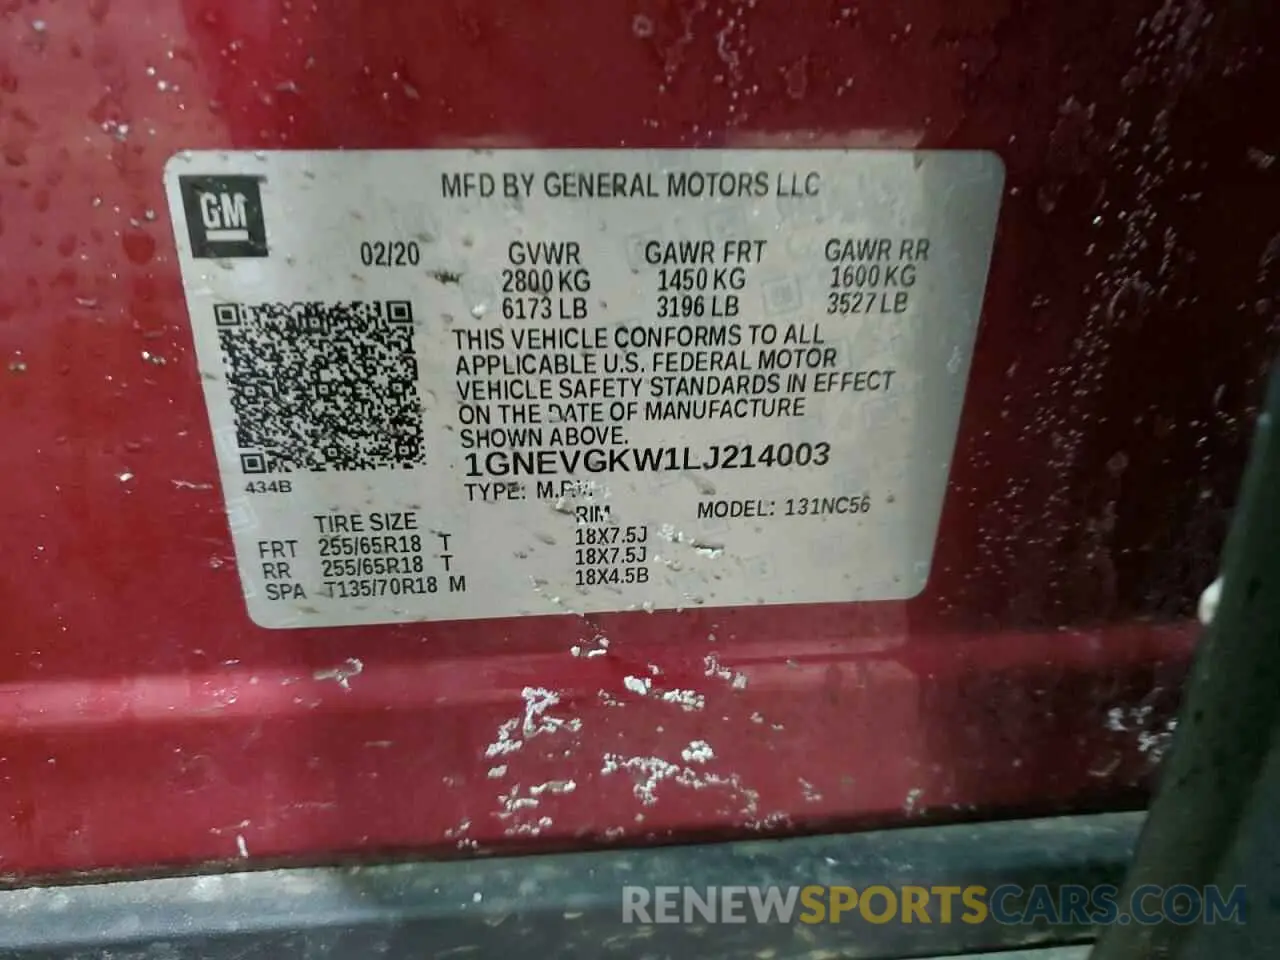 MFD BY GENERAL MOTORS LLC
GM
02/20 GVWR GAWR FRT GAWR RR
2800 KG 1450 KG 1600 KG
6173 LB 3196 LB 3527 LB
THIS VEHICLE CONFORMS TO ALL
APPLICABLE U.S. FEDERAL MOTOR
VEHICLE SAFETY STANDARDS IN EFFECT
ON THE DATE OF MANUFACTURE
SHOWN ABOVE.
1GNEVGKW1LJ214003
434B
TYPE:
MODEL: 131NC56
TIRE SIZE RIM
FRT 255/65R18 T 18X7.5J
RR 255/65R18 T 18X7.5J
SPA T135/70R18 M 18X4.5B
RENEWSPORTSCARS.COM